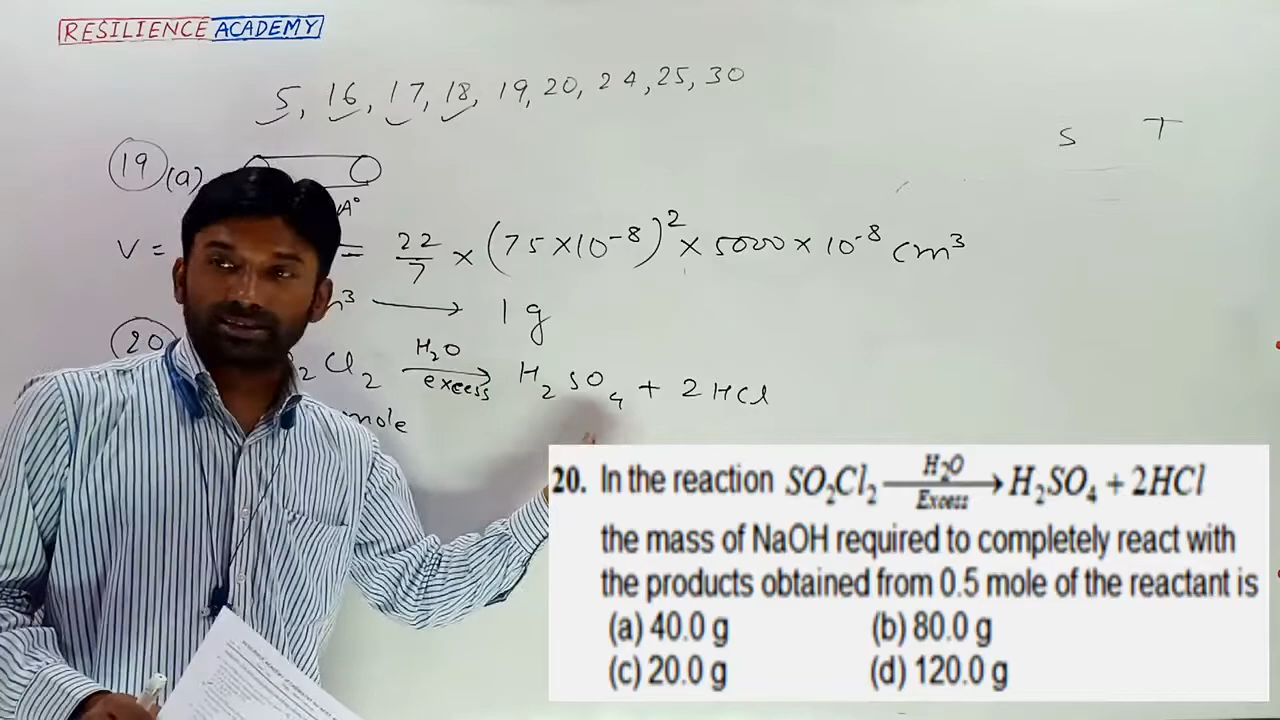 RESILIENCE ACADEMY
5, 16, 17, 18, 19, 20, 24, 25, 30
S T
19 (a)
A°
V = = 22/7 × (75×10⁻⁸)² × 5000 × 10⁻⁸ cm³
m³ ⟶ 1 g
20
₂Cl₂ —H₂O/excess→ H₂SO₄ + 2HCl
mole
20. In the reaction SO₂Cl₂ —H₂O/Excess→ H₂SO₄ + 2HCl
the mass of NaOH required to completely react with
the products obtained from 0.5 mole of the reactant is
(a) 40.0 g (b) 80.0 g
(c) 20.0 g (d) 120.0 g